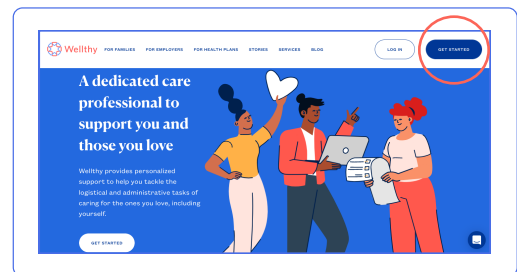 Wellthy FOR FAMILIES FOR EMPLOYERS FOR HEALTH PLANS STORIES SERVICES BLOG LOG IN GET STARTED
A dedicated care
professional to
support you and
those you love
Wellthy provides personalized
support to help you tackle the
logistical and administrative tasks of
caring for the ones you love, including
yourself.
GET STARTED